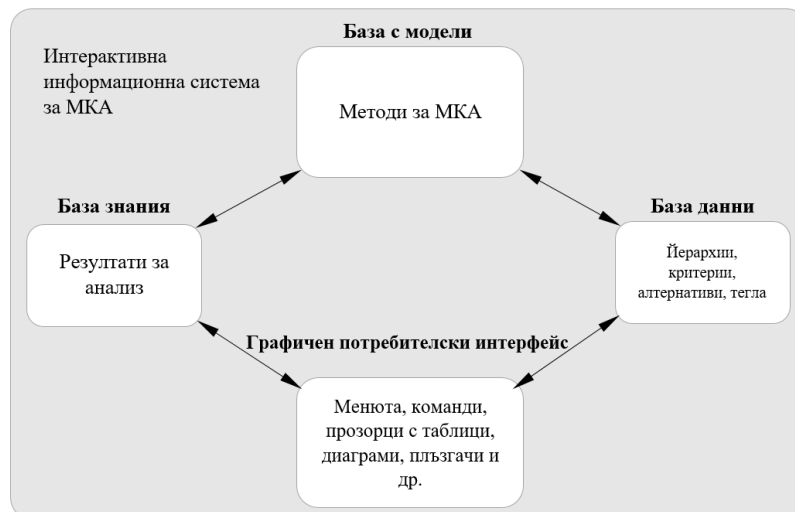 Интерактивна
информационна система
за МКА
База с модели
Методи за МКА
База знания
Резултати за
анализ
База данни
Йерархии,
критерии,
алтернативи, тегла
Графичен потребителски интерфейс
Менюта, команди,
прозорци с таблици,
диаграми, плъзгачи и
др.